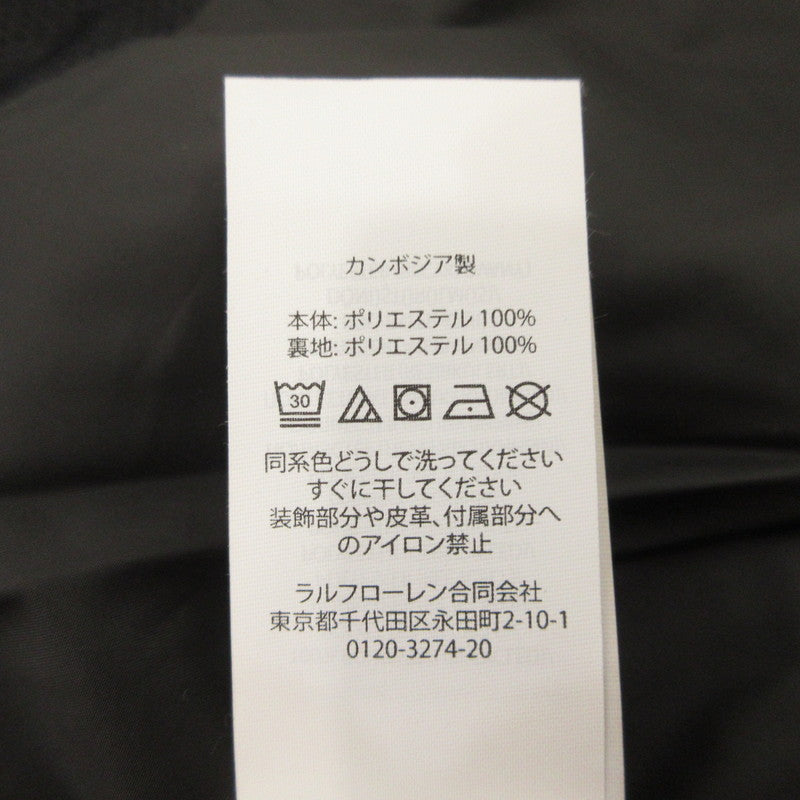 カンボジア製
本体: ポリエステル 100%
裏地: ポリエステル 100%
30
同系色どうしで洗ってください
すぐに干してください
装飾部分や皮革、付属部分へ
のアイロン禁止
ラルフローレン合同会社
東京都千代田区永田町2-10-1
0120-3274-20